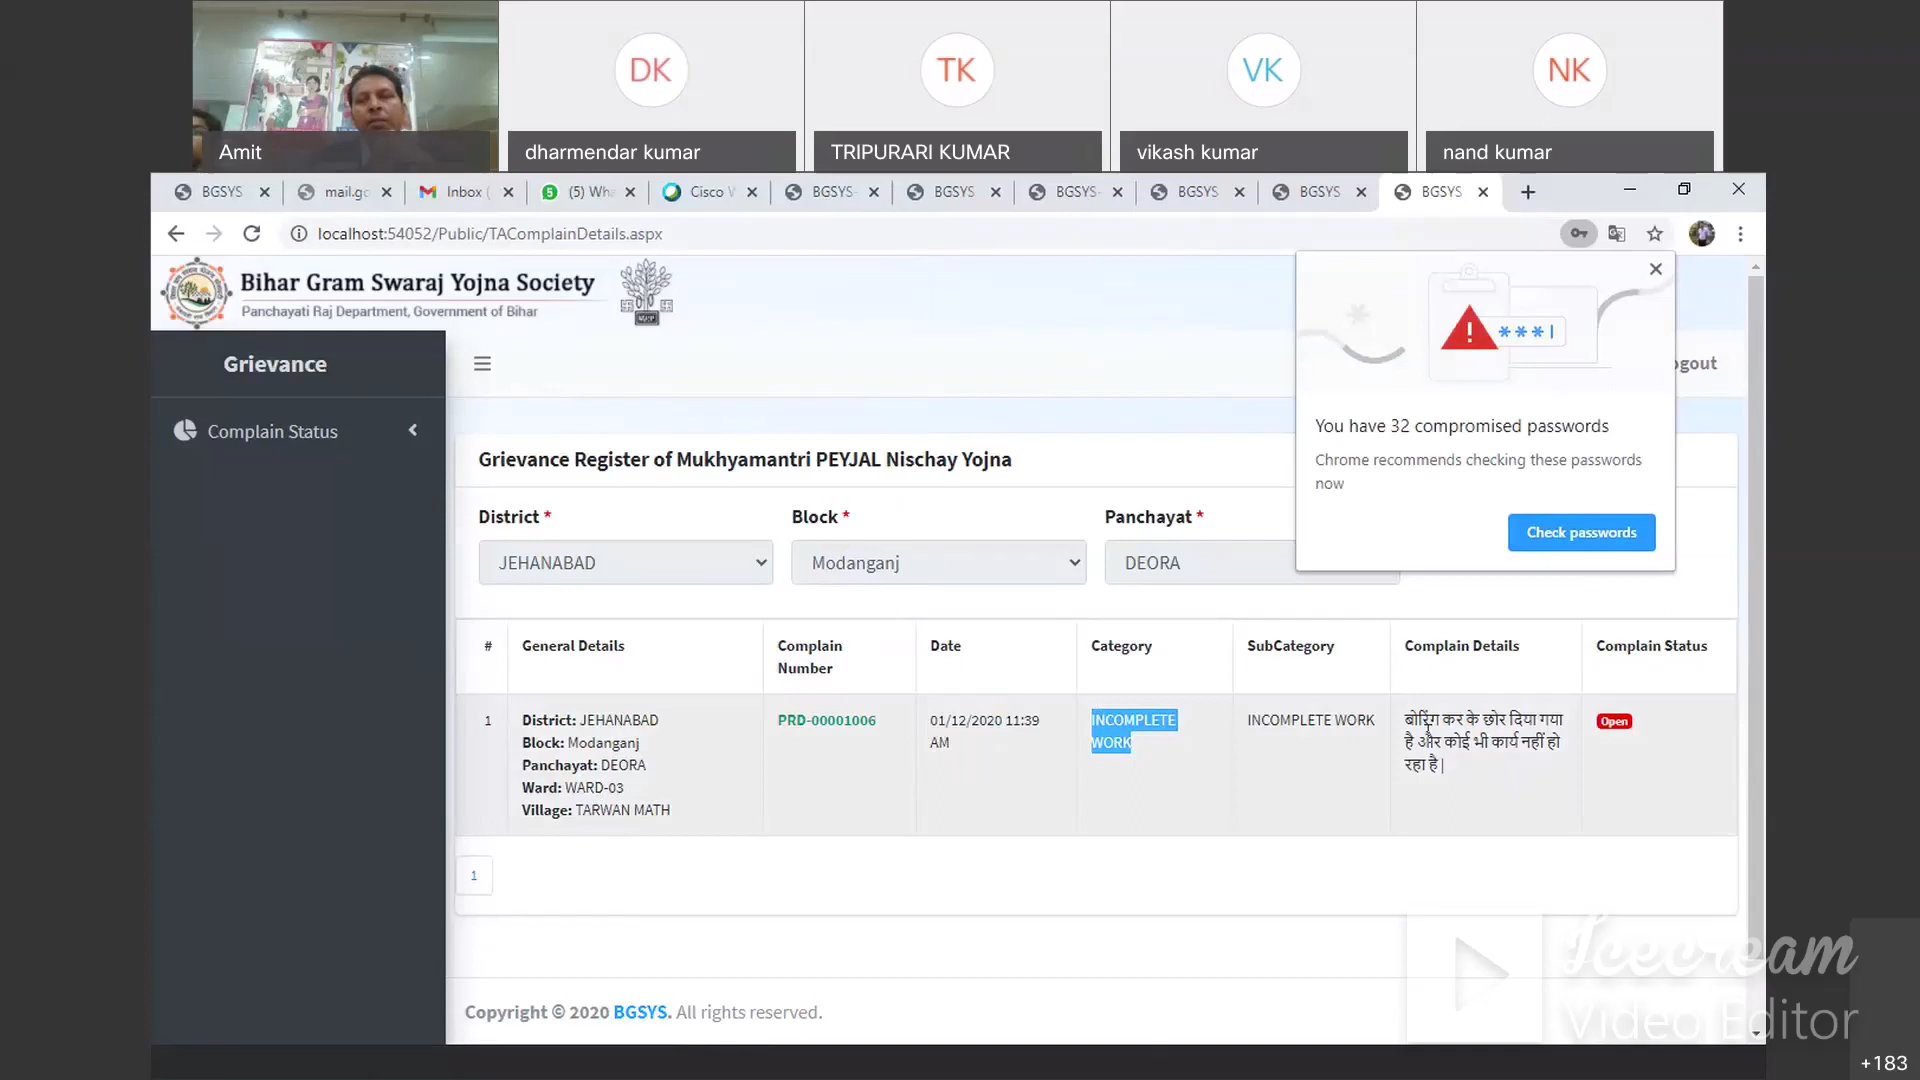 DK
TK
VK
NK
Amit
dharmendar kumar
TRIPURARI KUMAR
vikash kumar
nand kumar
BGSYS
mail.go
Inbox (
(5) Wha
Cisco W
BGSYS-
BGSYS
BGSYS-
BGSYS
BGSYS
BGSYS
localhost:54052/Public/TAComplainDetails.aspx
Bihar Gram Swaraj Yojna Society
Panchayati Raj Department, Government of Bihar
Grievance
ogout
Complain Status
You have 32 compromised passwords
Chrome recommends checking these passwords
now
Check passwords
Grievance Register of Mukhyamantri PEYJAL Nischay Yojna
District * Block * Panchayat *
JEHANABAD Modanganj DEORA
# General Details Complain Number Date Category SubCategory Complain Details Complain Status
1
District: JEHANABAD
Block: Modanganj
Panchayat: DEORA
Ward: WARD-03
Village: TARWAN MATH
PRD-00001006
01/12/2020 11:39
AM
INCOMPLETE
WORK
INCOMPLETE WORK
बोरिंग कर के छोर दिया गया
है और कोई भी कार्य नहीं हो
रहा है |
Open
1
Copyright © 2020 BGSYS. All rights reserved.
Icecream
Video Editor
+183